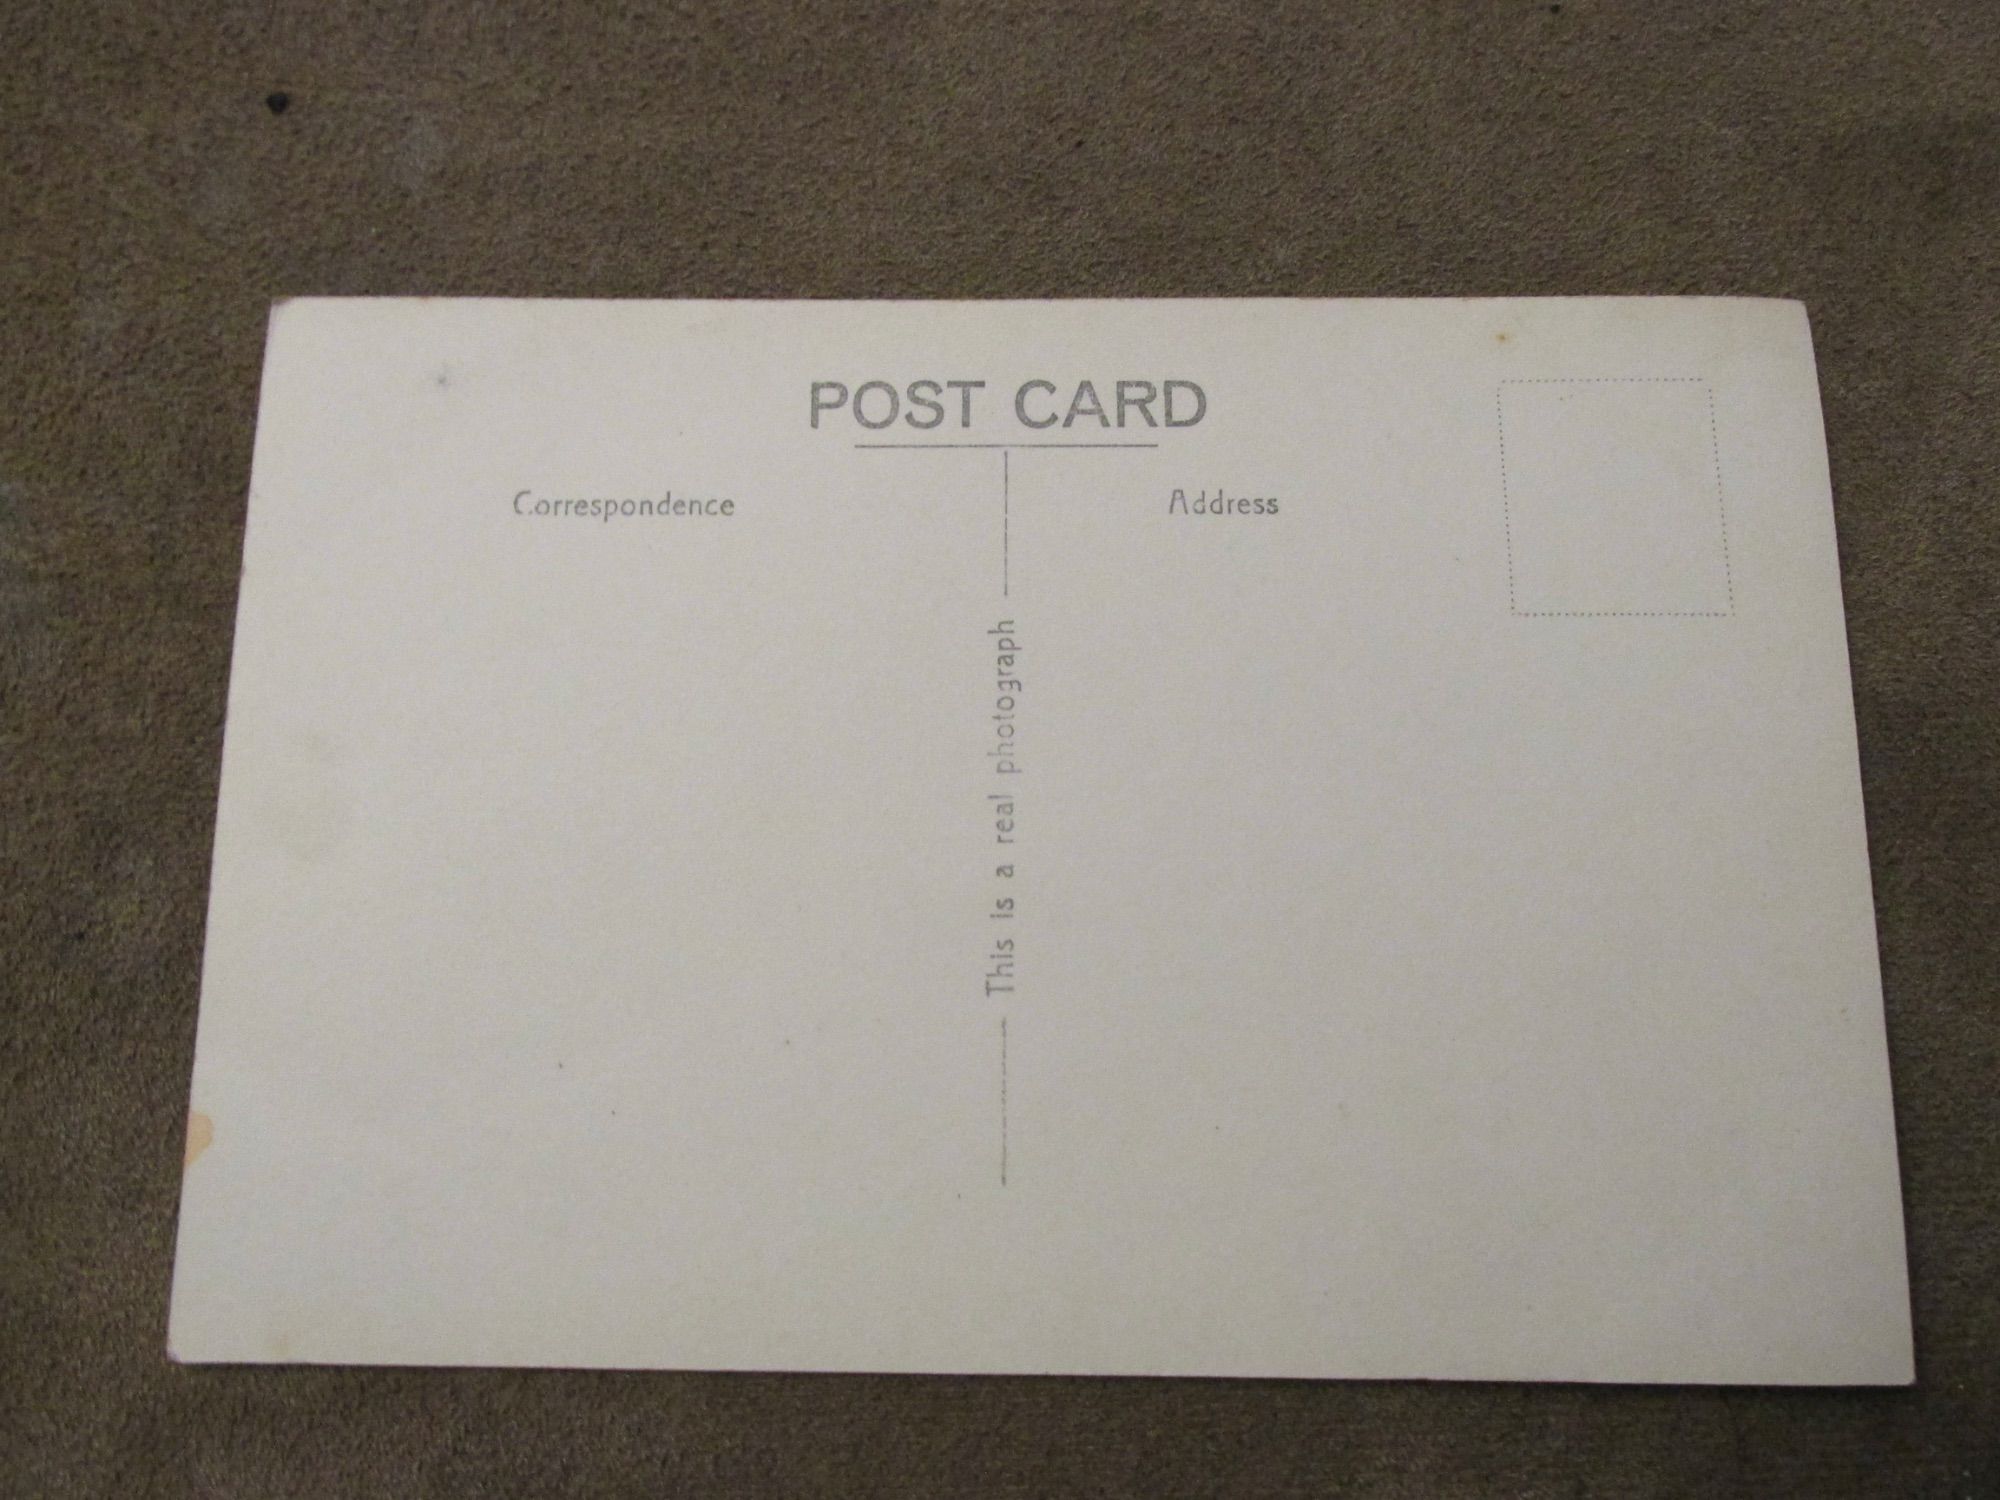 POST CARD
Correspondence
Address
This is a real photograph